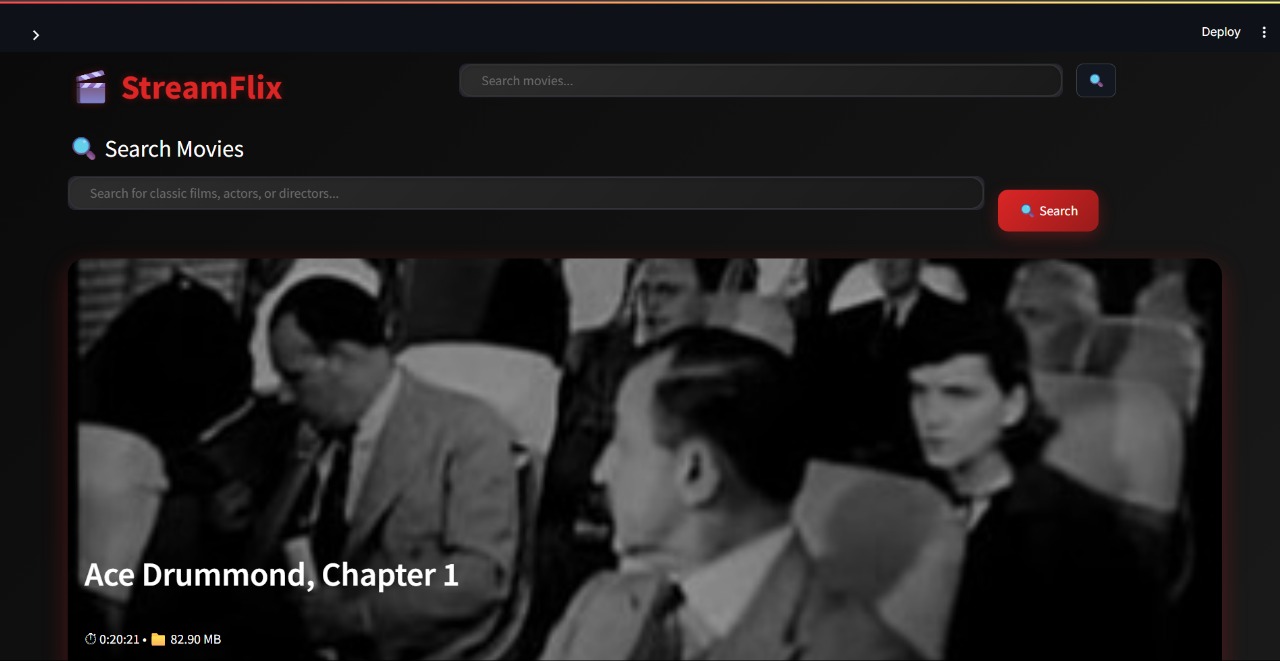 Deploy
StreamFlix
Search movies...
Search Movies
Search for classic films, actors, or directors...
Search
Ace Drummond, Chapter 1
0:20:21 • 82.90 MB